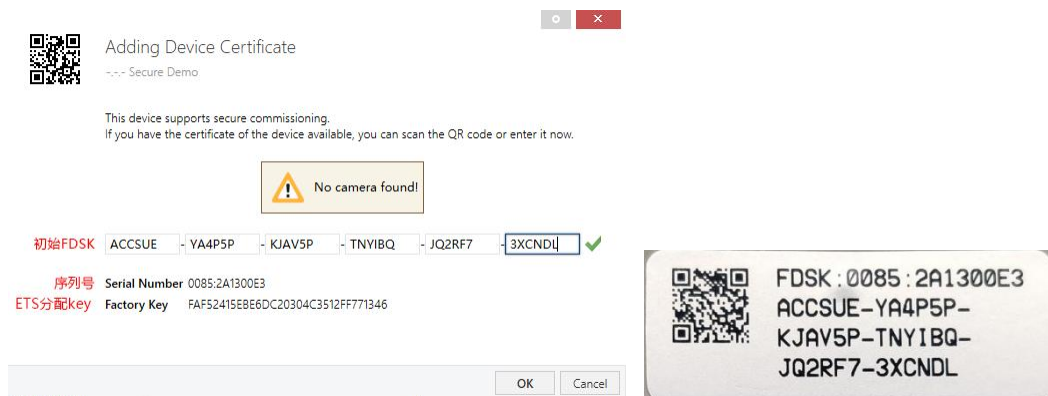 Adding Device Certificate
-.-.- Secure Demo
This device supports secure commissioning.
If you have the certificate of the device available, you can scan the QR code or enter it now.
No camera found!
初始FDSK ACCSUE - YA4P5P - KJAV5P - TNYIBQ - JQ2RF7 - 3XCNDL
序列号 Serial Number 0085:2A1300E3
ETS分配key Factory Key FAF52415EBE6DC20304C3512FF771346
OK Cancel
FDSK:0085:2A1300E3
ACCSUE-YA4P5P-
KJAV5P-TNYIBQ-
JQ2RF7-3XCNDL